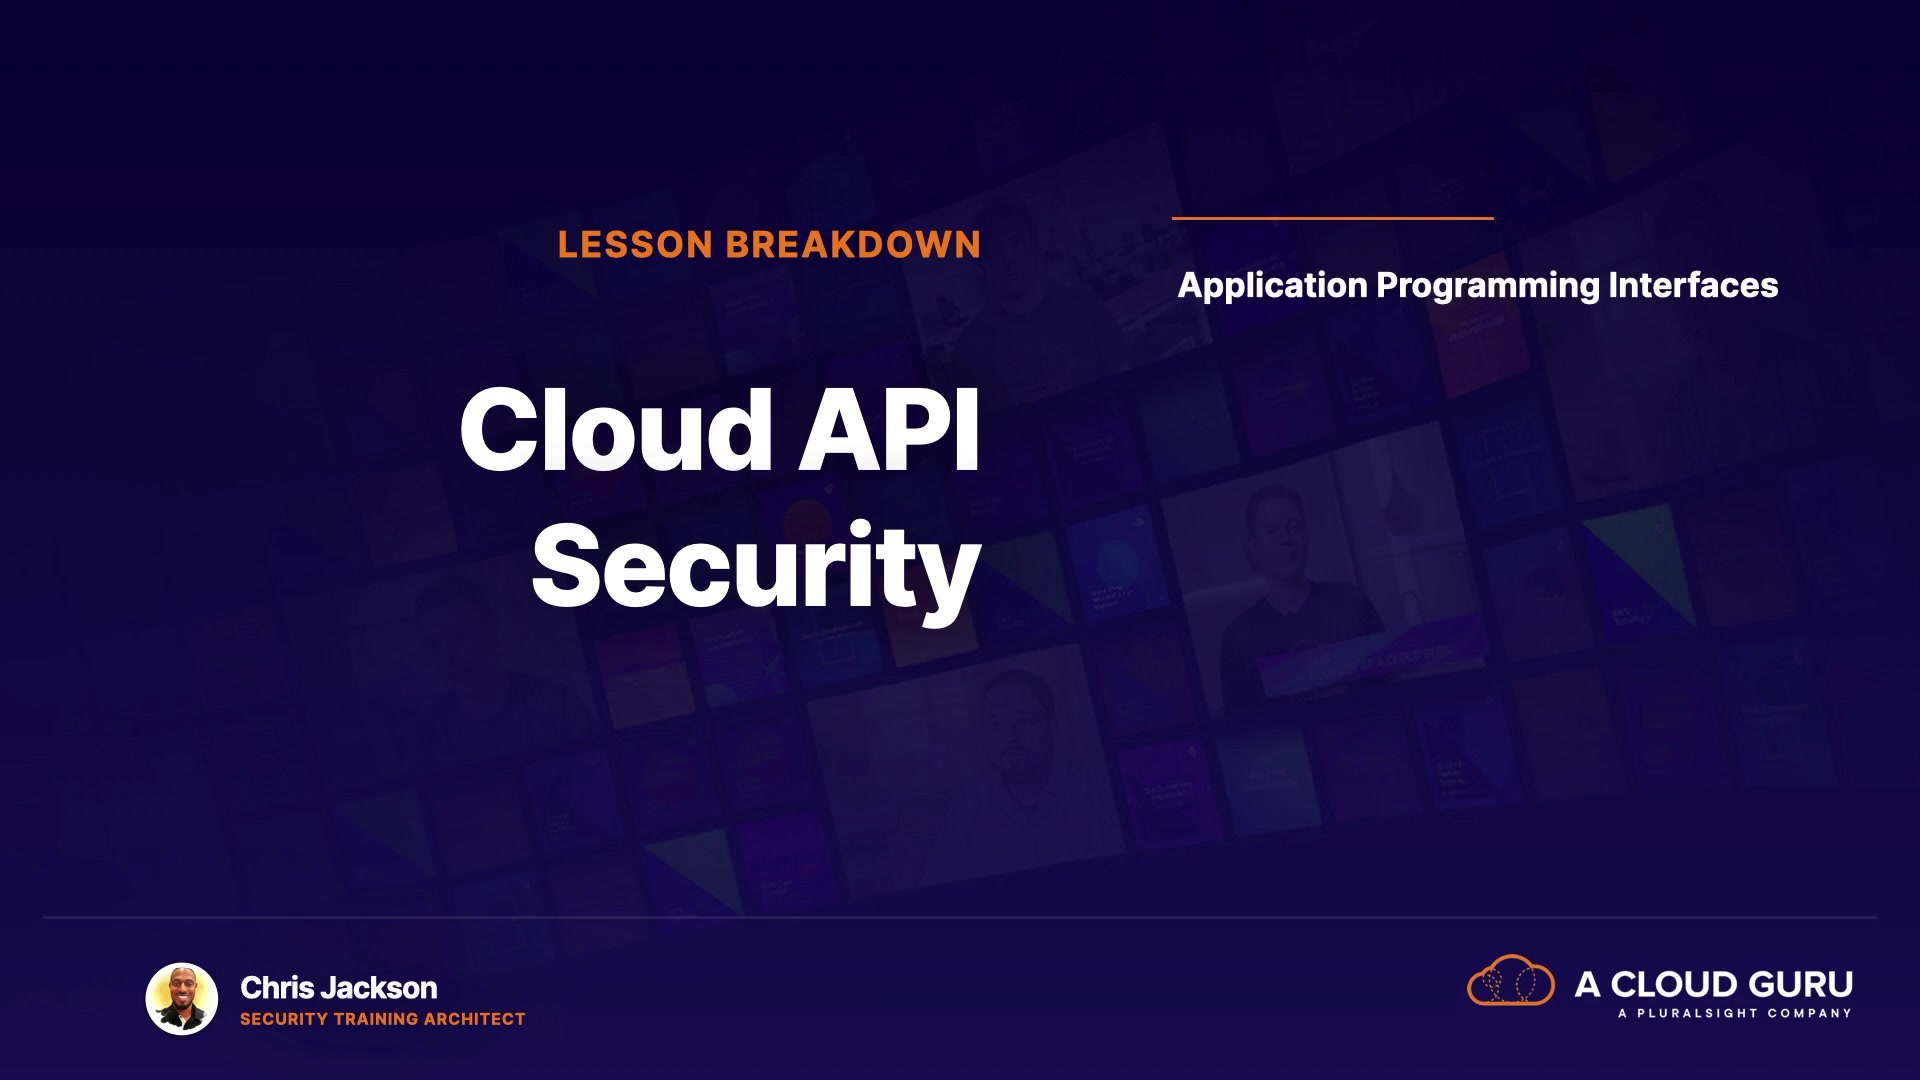 LESSON BREAKDOWN
Cloud API
Security
Application Programming Interfaces
Chris Jackson
SECURITY TRAINING ARCHITECT
A CLOUD GURU
A PLURALSIGHT COMPANY